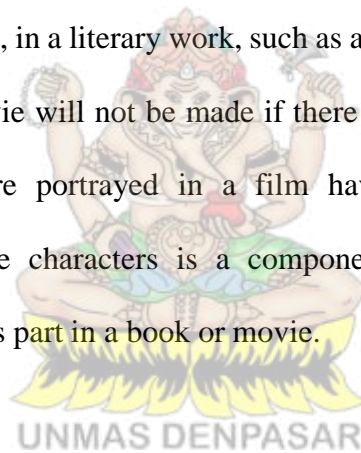 , in a literary work, such as a
vie will not be made if there
re portrayed in a film hav
e characters is a compone
s part in a book or movie.
UNMAS DENPASAR